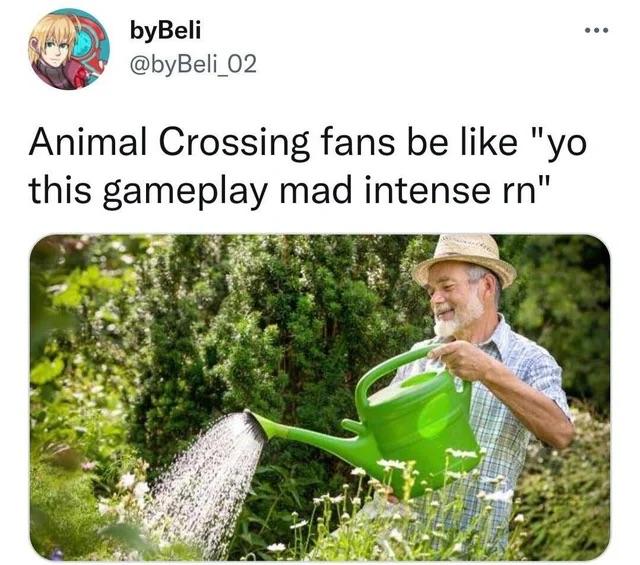 byBeli
@byBeli_02
Animal Crossing fans be like "yo
this gameplay mad intense rn"